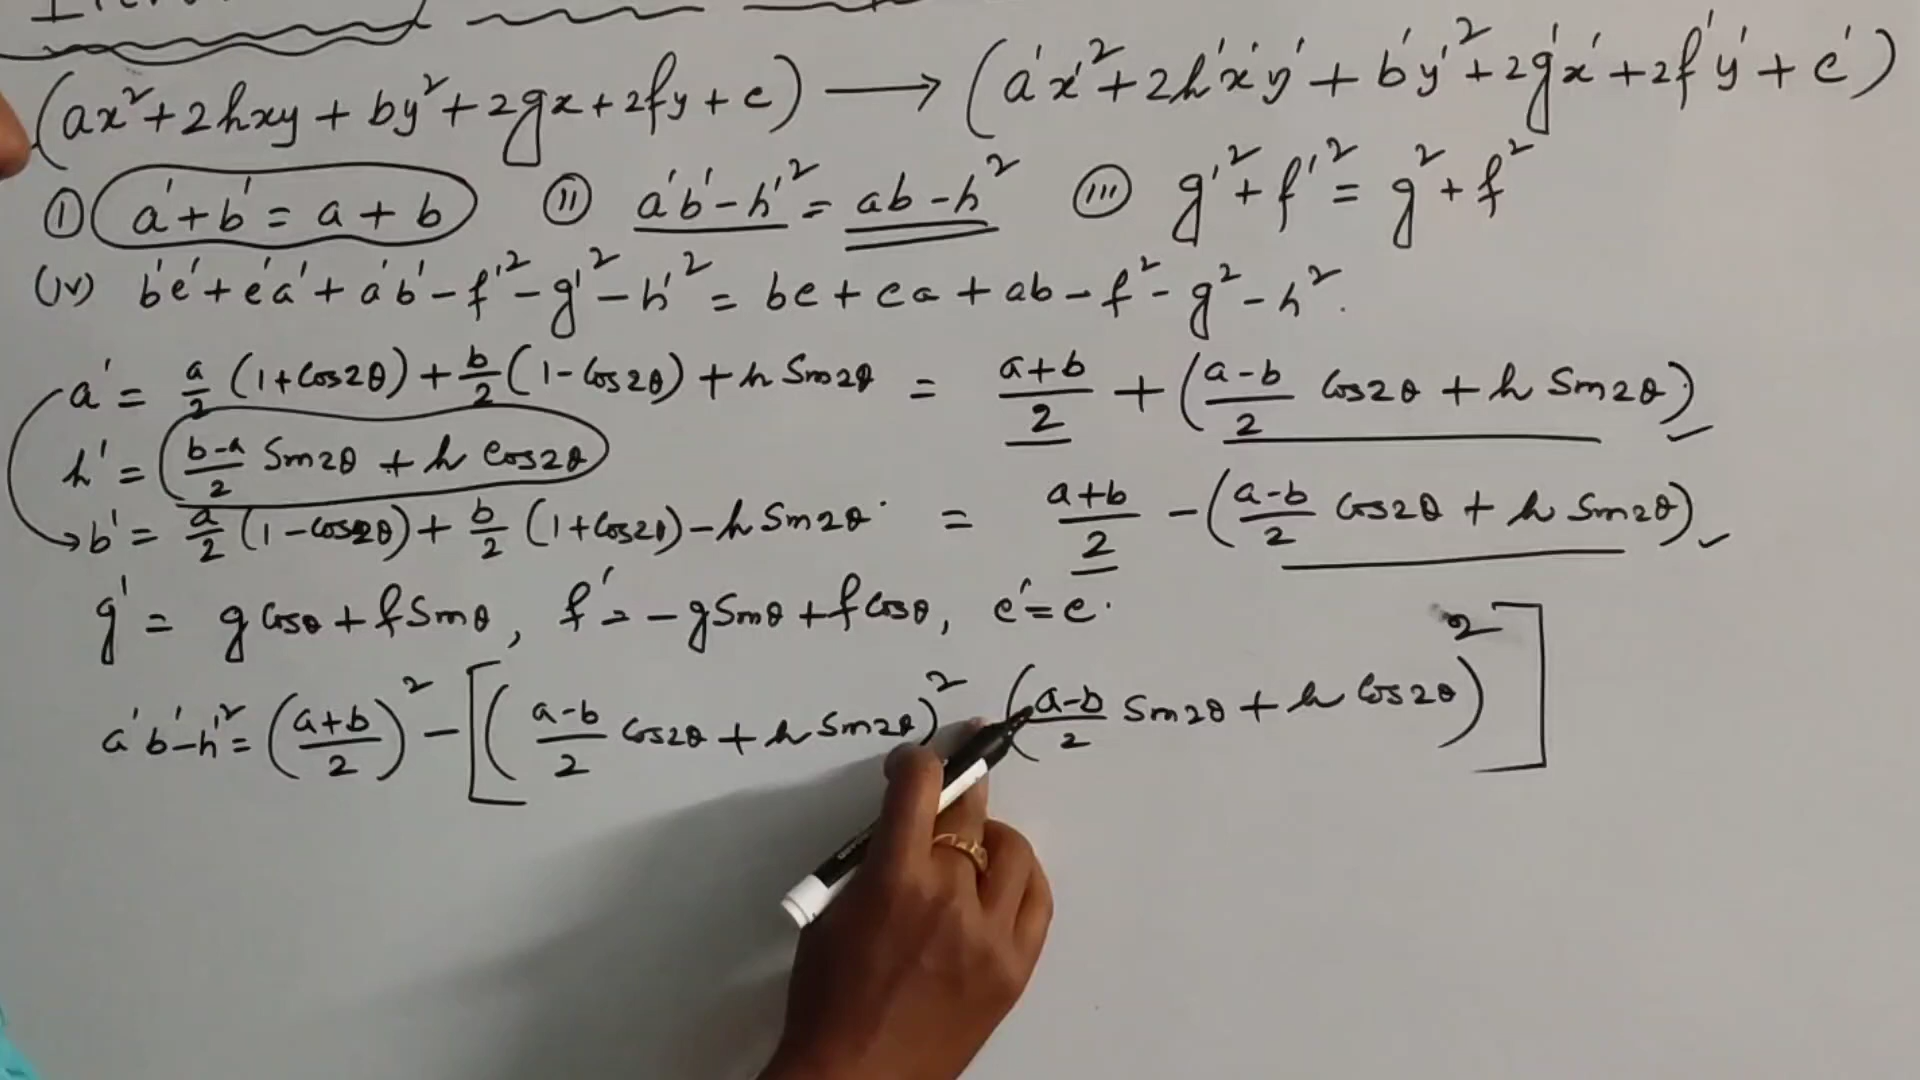 (ax²+2hxy+by²+2gx+2fy+c) → (a'x'²+2h'x'y'+b'y'²+2g'x'+2f'y'+c')
(i) a'+b' = a+b (ii) a'b'-h'² = ab-h² (iii) g'²+f'² = g²+f²
(iv) b'c'+c'a'+a'b'-f'²-g'²-h'² = bc+ca+ab-f²-g²-h².
a' = a/2 (1+Cos2θ)+b/2 (1-Cos2θ)+h Sin2θ = a+b/2 + (a-b/2 Cos2θ+h Sin2θ) ✓
h' = b-a/2 Sin2θ + h Cos2θ
b' = a/2 (1-Cos2θ)+b/2 (1+Cos2θ)-h Sin2θ = a+b/2 - (a-b/2 Cos2θ+h Sin2θ) ✓
g' = g Cosθ+f Sinθ, f' = -g Sinθ+f Cosθ, c'=c.
a'b'-h'² = (a+b/2)² - [(a-b/2 Cos2θ+h Sin2θ)² (a-b/2 Sin2θ+h Cos2θ)²]